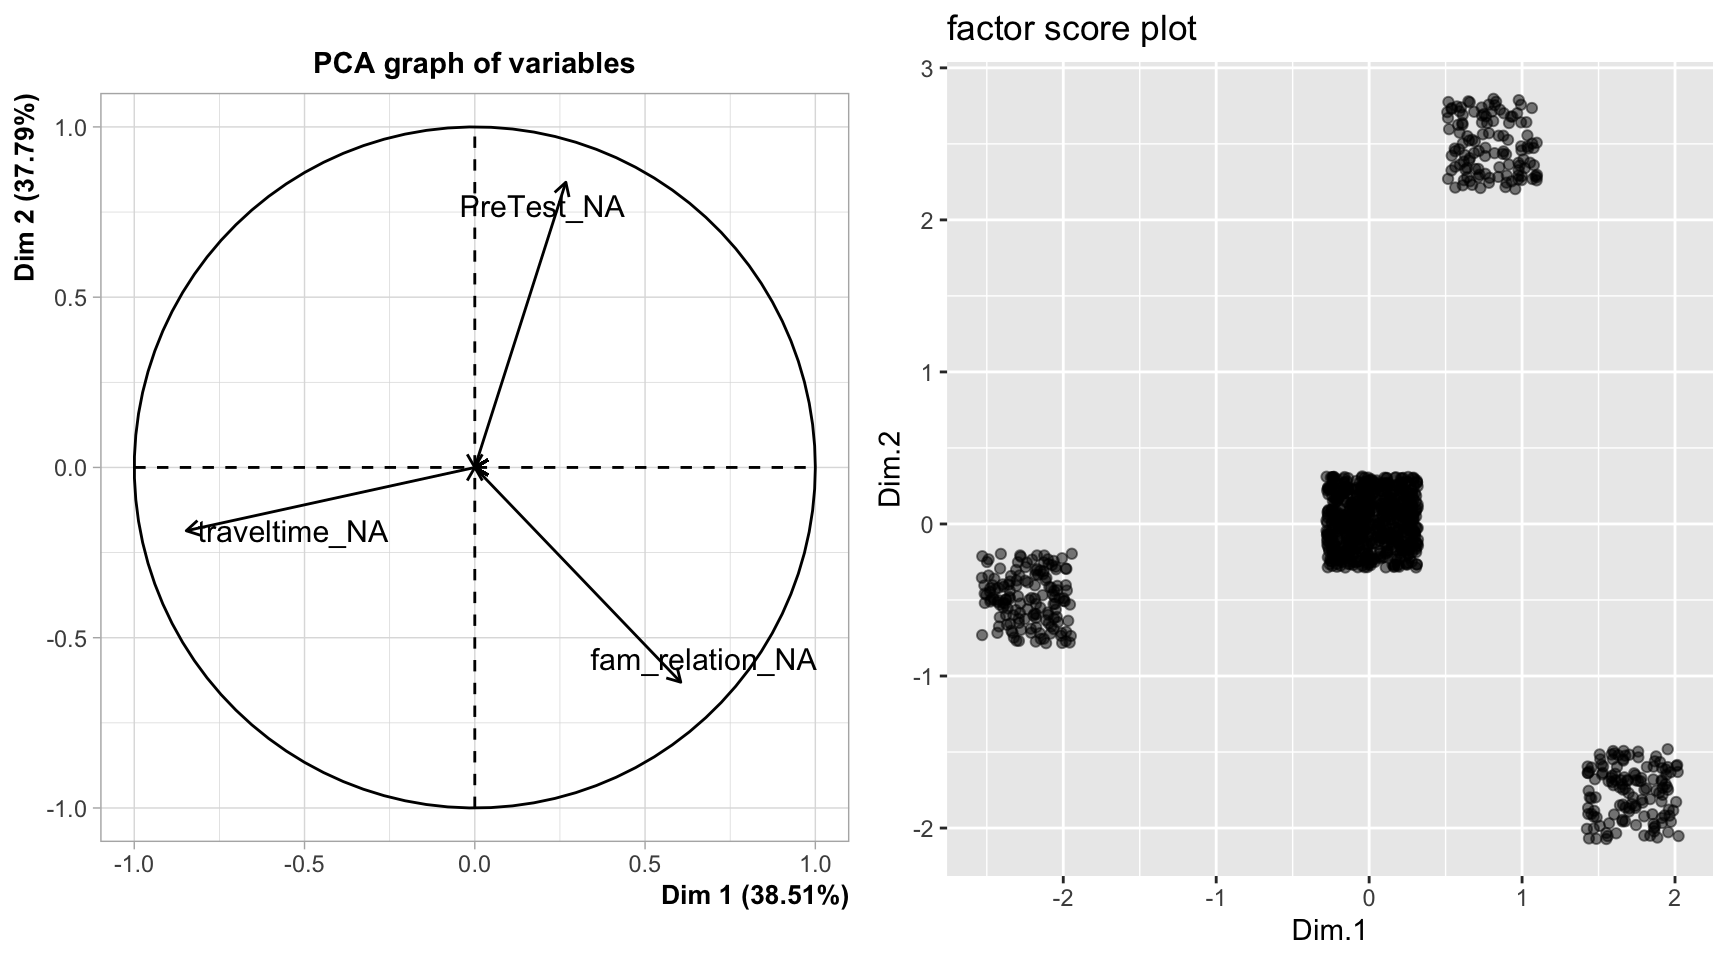 PCA graph of variables
Dim 2 (37.79%)
1.0
0.5
0.0
-0.5
-1.0
PreTest_NA
traveltime_NA
fam_relation_NA
-1.0 -0.5 0.0 0.5 1.0
Dim 1 (38.51%)
factor score plot
Dim.2
3
2
1
0
-1
-2
-2 -1 0 1 2
Dim.1